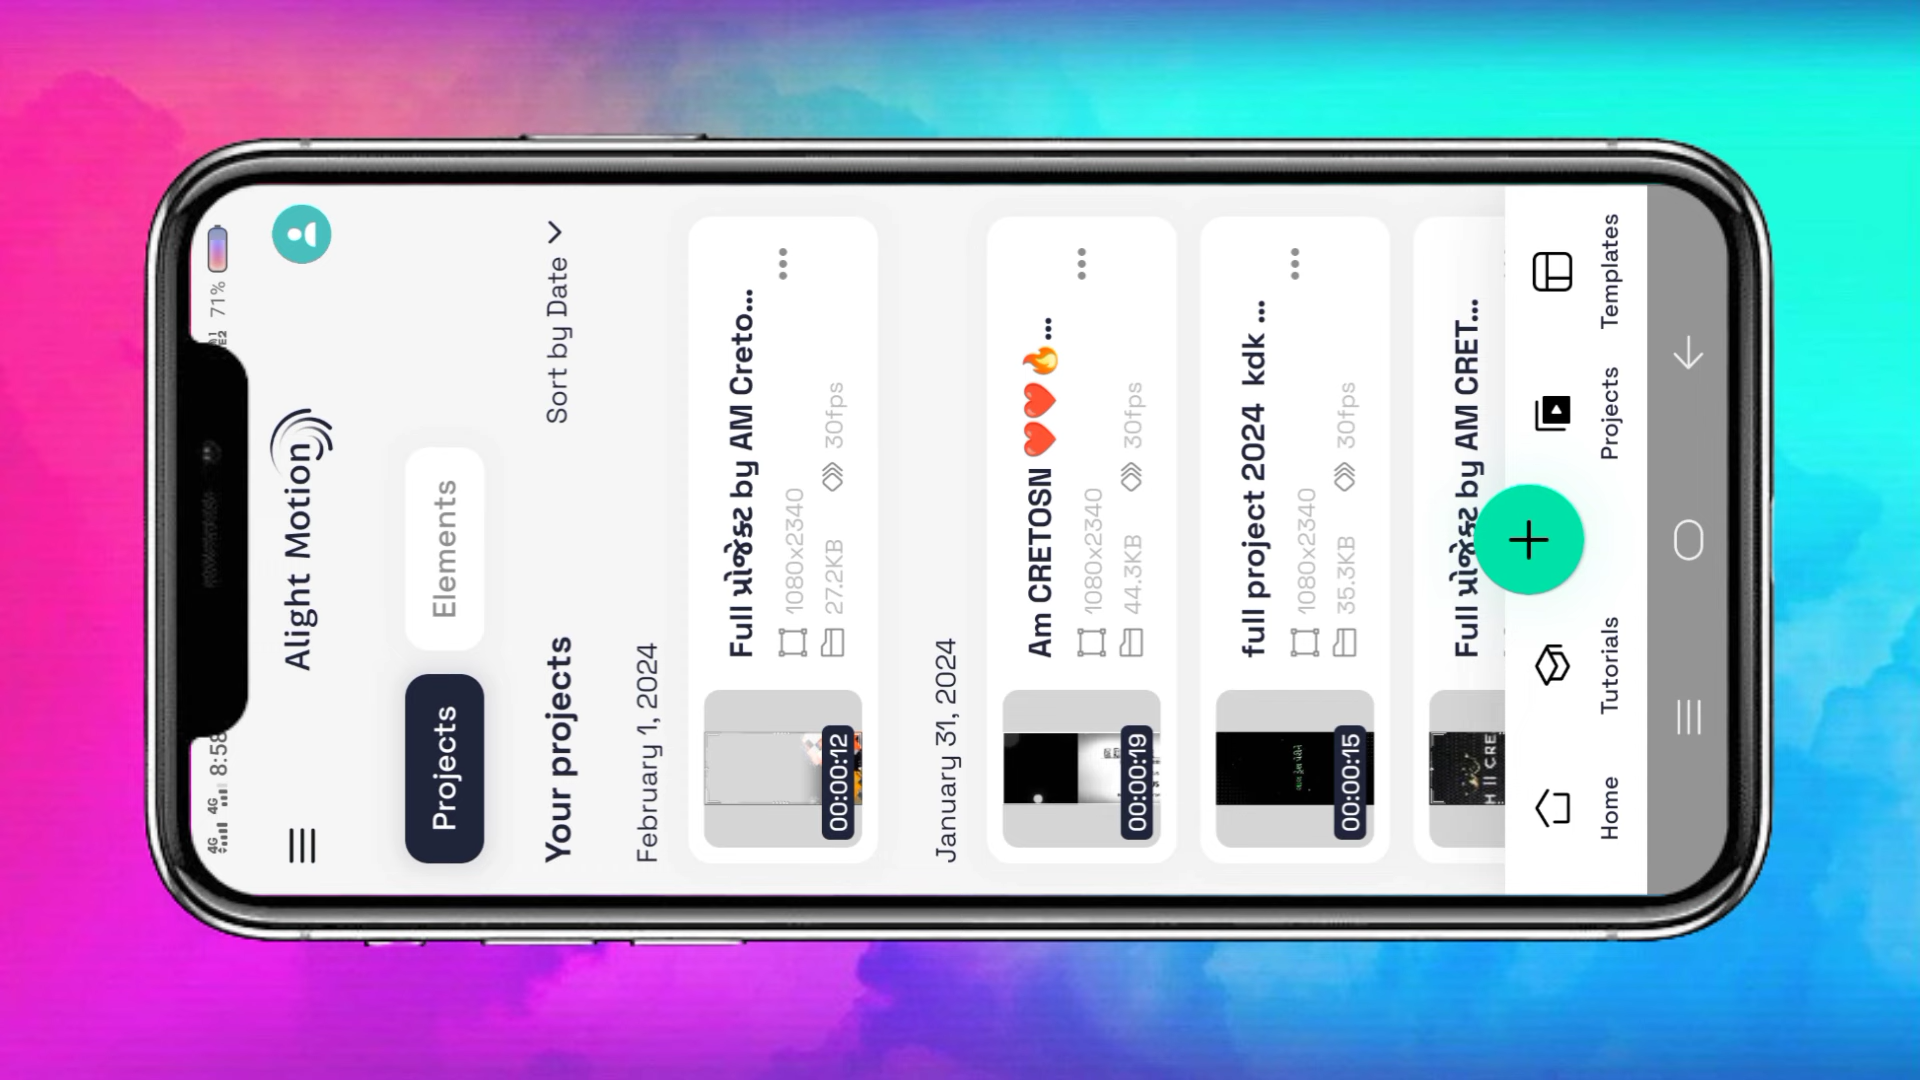 4G 4G 8:58
71%
Alight Motion
Projects
Elements
Your projects
Sort by Date
February 1, 2024
Full પ્રોજેક્ટ by AM Creto...
1080x2340
27.2KB
30fps
00:00:12
January 31, 2024
Am CRETOSN ❤️❤️🔥...
1080x2340
44.3KB
30fps
00:00:19
full project 2024 kdk ...
1080x2340
35.3KB
30fps
00:00:15
Full પ્રોજેક્ટ by AM CRET...
Home
Tutorials
Projects
Templates